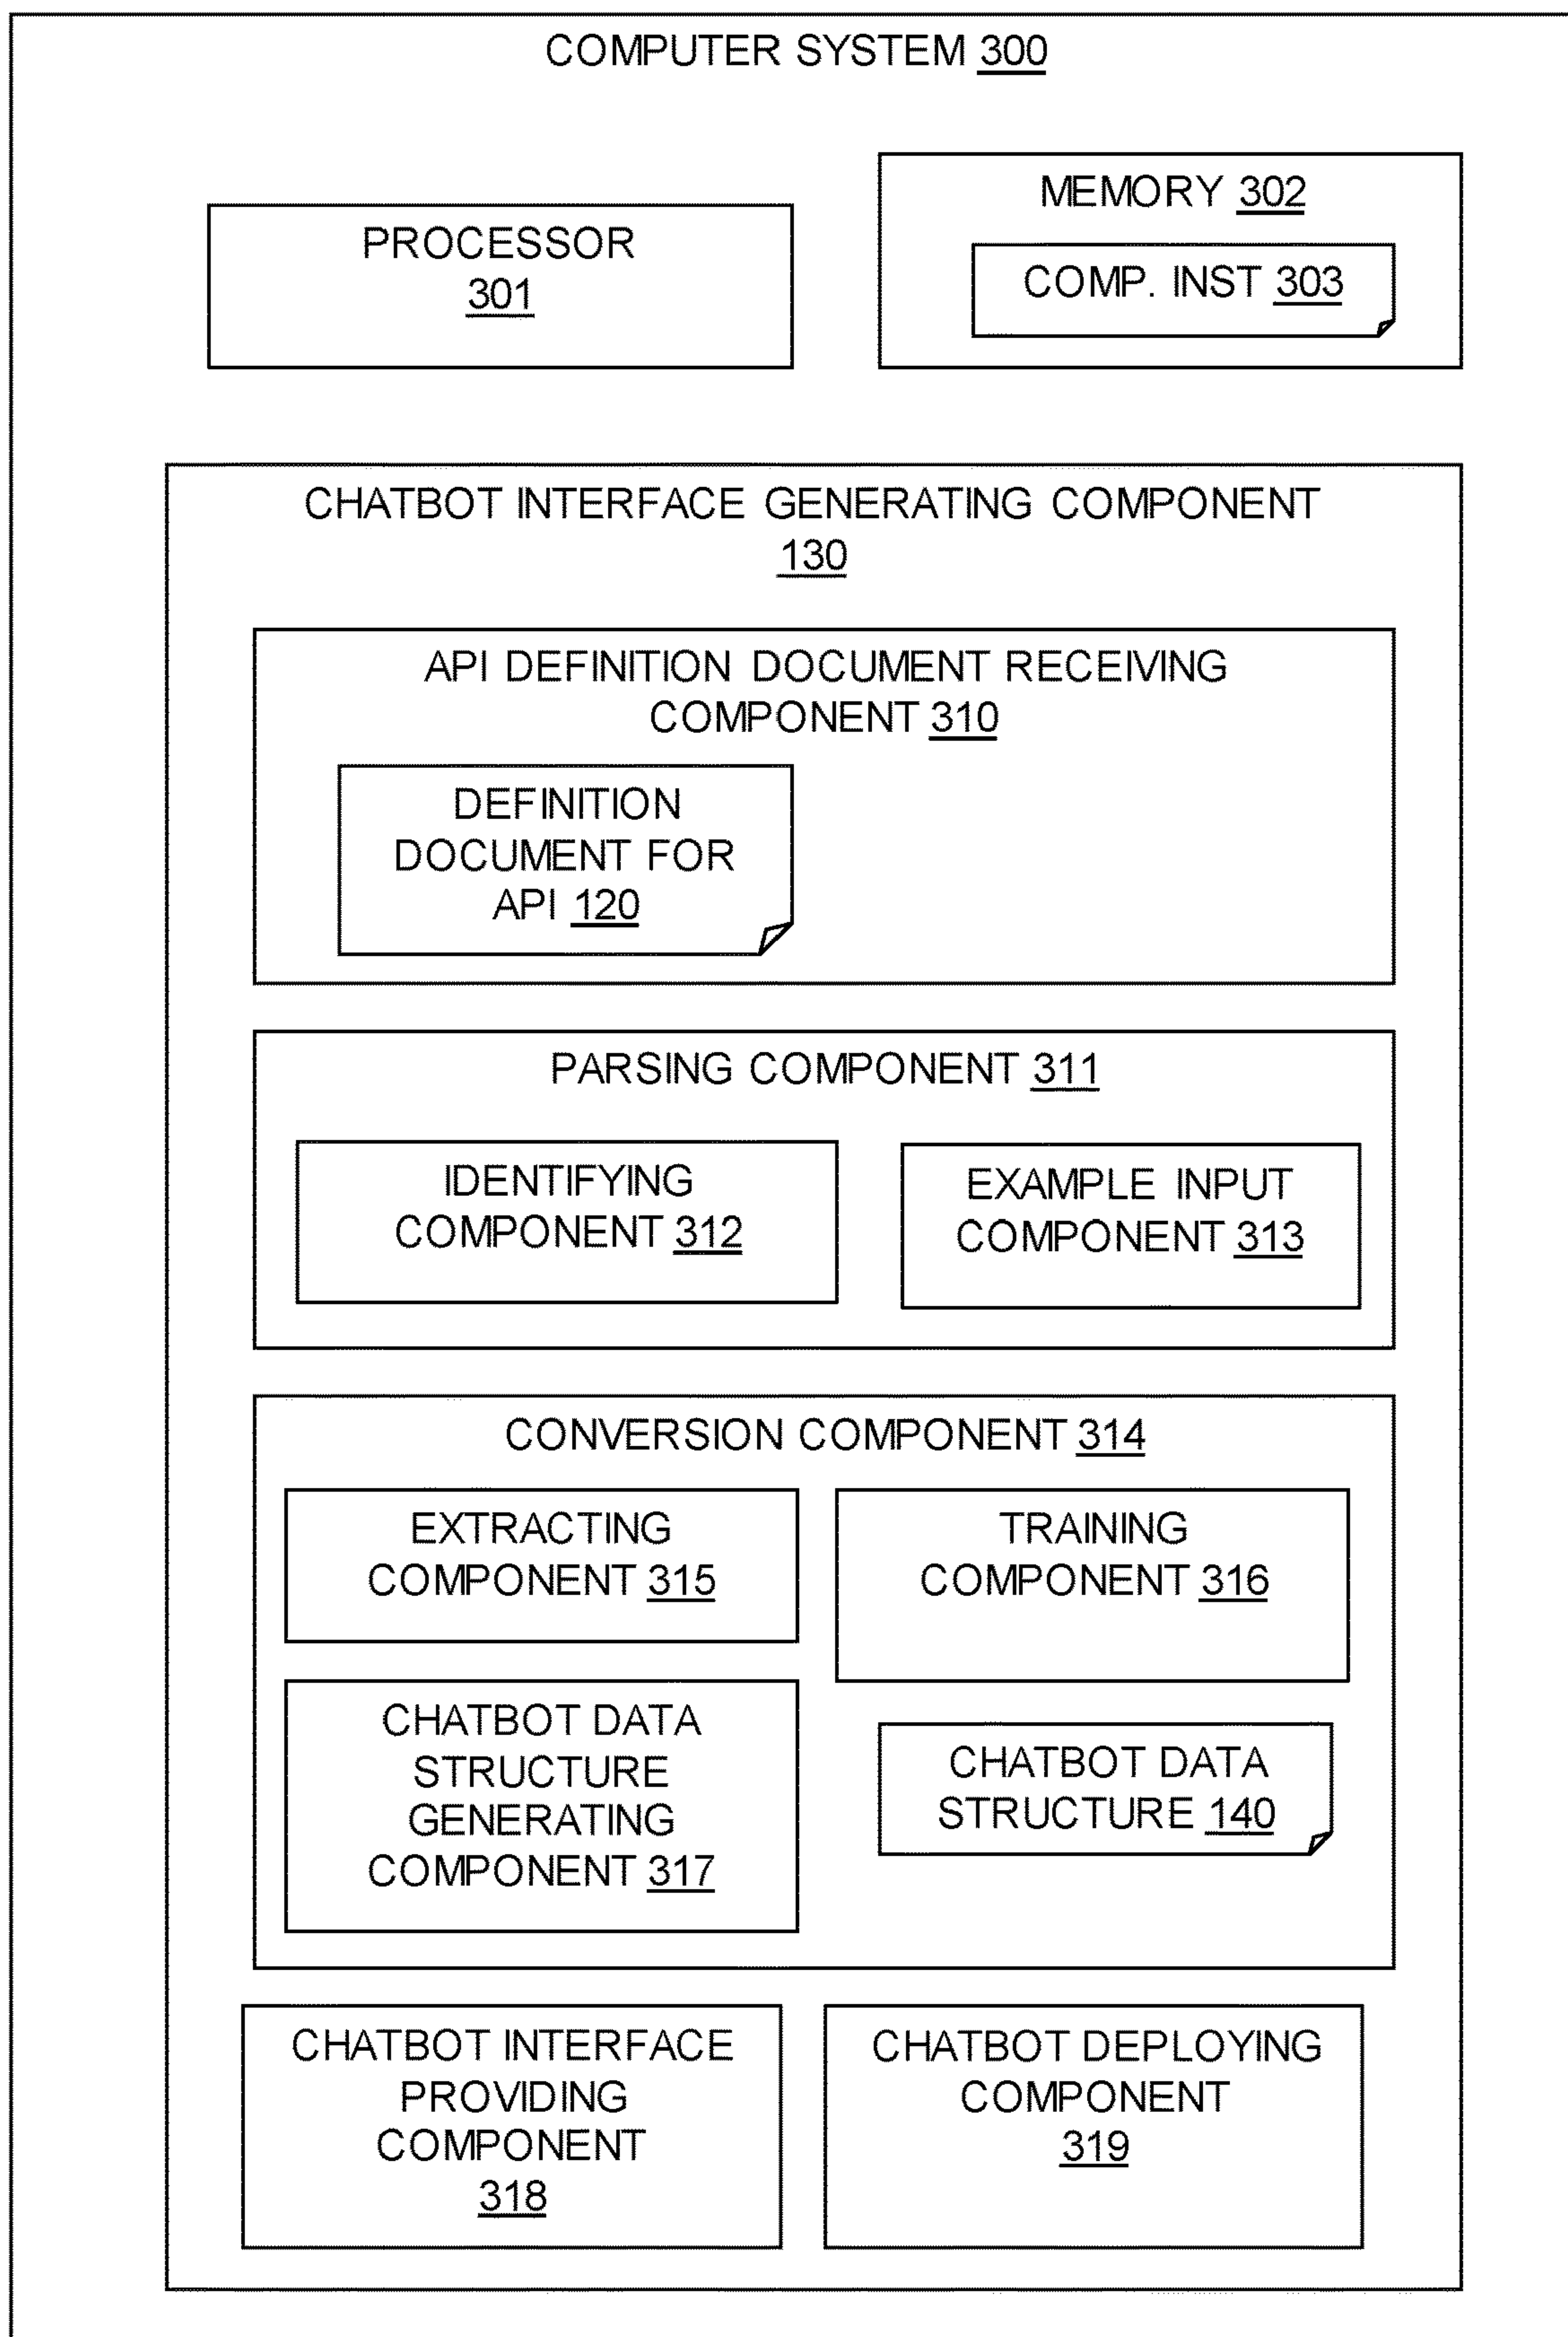 COMPUTER SYSTEM 300
PROCESSOR
301
MEMORY 302
COMP. INST 303
CHATBOT INTERFACE GENERATING COMPONENT
130
API DEFINITION DOCUMENT RECEIVING
COMPONENT 310
DEFINITION
DOCUMENT FOR
API 120
PARSING COMPONENT 311
IDENTIFYING
COMPONENT 312
EXAMPLE INPUT
COMPONENT 313
CONVERSION COMPONENT 314
EXTRACTING
COMPONENT 315
TRAINING
COMPONENT 316
CHATBOT DATA
STRUCTURE
GENERATING
COMPONENT 317
CHATBOT DATA
STRUCTURE 140
CHATBOT INTERFACE
PROVIDING
COMPONENT
318
CHATBOT DEPLOYING
COMPONENT
319